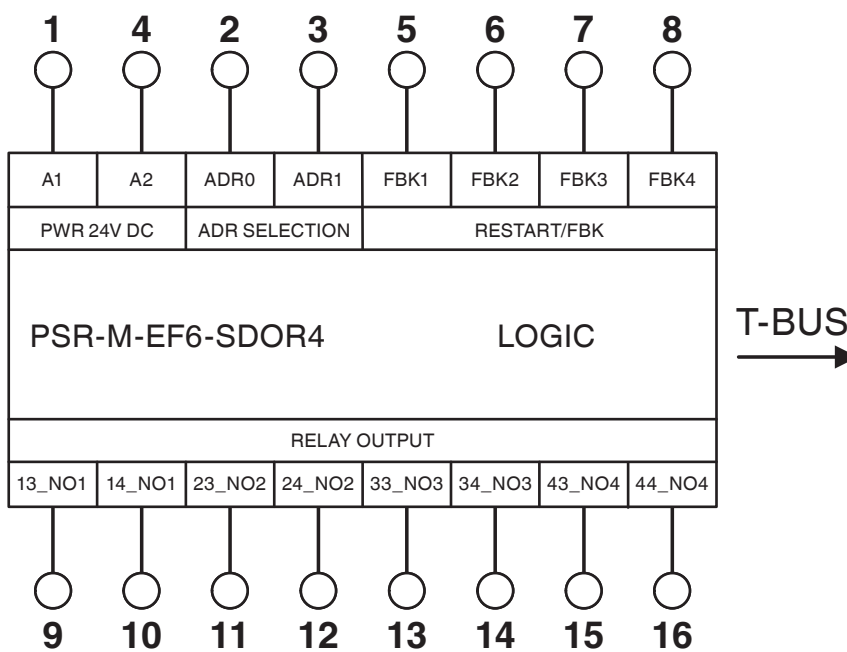 1 4 2 3 5 6 7 8
A1 A2 ADR0 ADR1 FBK1 FBK2 FBK3 FBK4
PWR 24V DC ADR SELECTION RESTART/FBK
PSR-M-EF6-SDOR4 LOGIC
T-BUS
RELAY OUTPUT
13_NO1 14_NO1 23_NO2 24_NO2 33_NO3 34_NO3 43_NO4 44_NO4
9 10 11 12 13 14 15 16